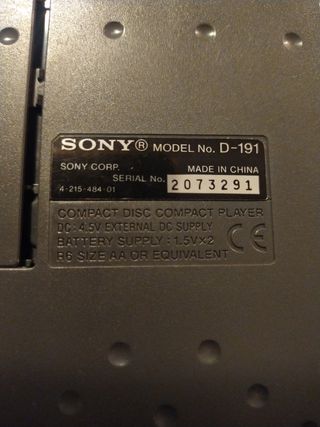 SONY® MODEL No. D-191
SONY CORP. MADE IN CHINA
SERIAL No. 2073291
4-215-484-01
COMPACT DISC COMPACT PLAYER
DC: 4.5V EXTERNAL DC SUPPLY
BATTERY SUPPLY : 1.5V×2
R6 SIZE AA OR EQUIVALENT
CE